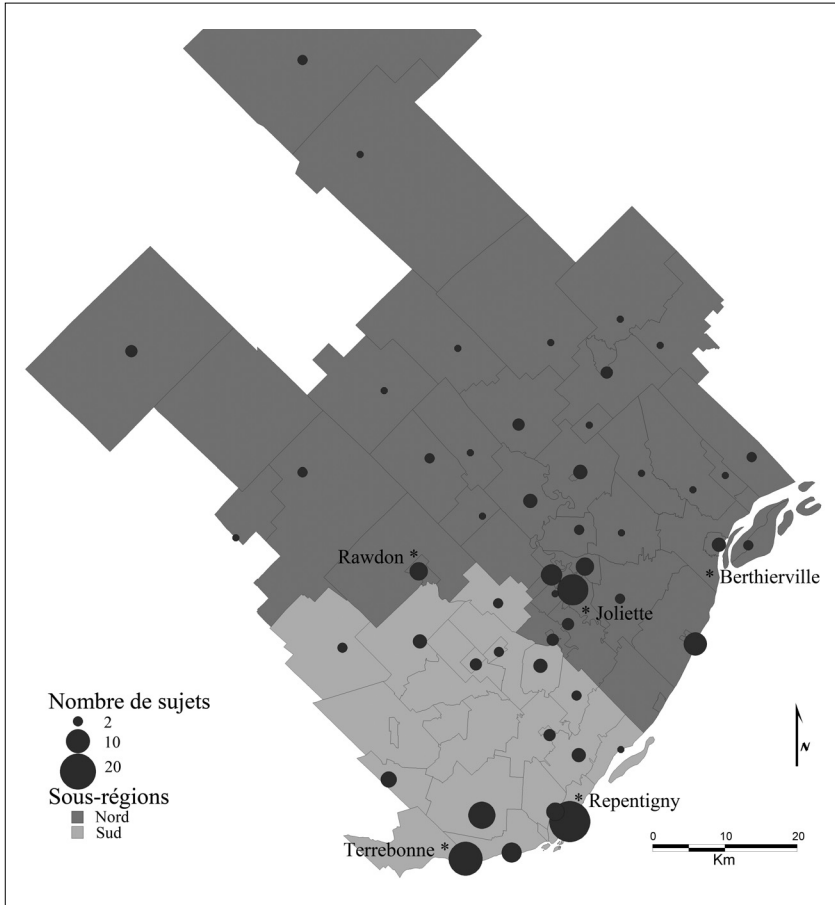 Rawdon *
* Berthierville
* Joliette
Nombre de sujets
2
10
20
Sous-régions
Nord
Sud
* Repentigny
Terrebonne *
N
0 10 20
Km